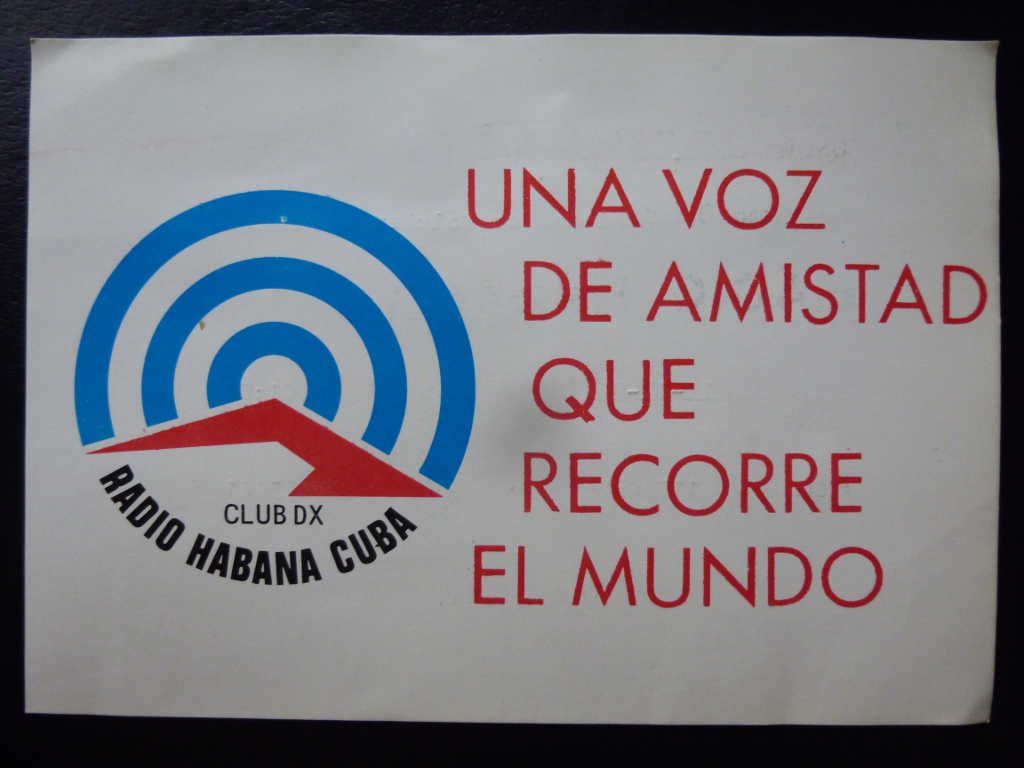 UNA VOZ
DE AMISTAD
QUE
RECORRE
EL MUNDO
CLUB DX
RADIO HABANA CUBA